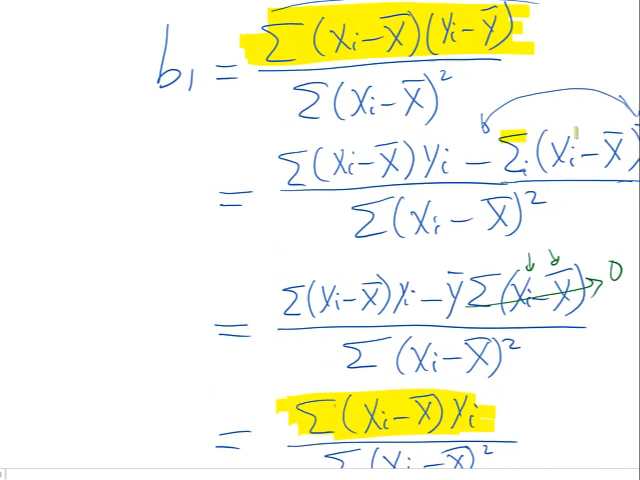 b₁ = Σ(Xi−X̄)(Yi−Ȳ) / Σ(Xi−X̄)²
= Σ(Xi−X̄)Yi − Σi(Xi−X̄) / Σ(Xi−X̄)²
= Σ(Xi−X̄)Yi − ȲΣ(Xi−X̄) → 0 / Σ(Xi−X̄)²
= Σ(Xi−X̄)Yi / Σ(Xi−X̄)²